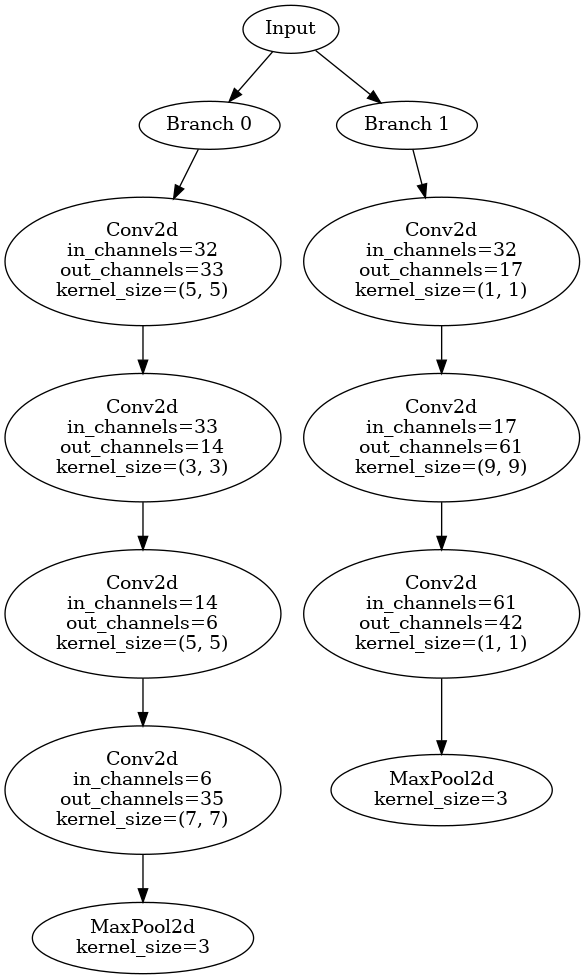 Input
Branch 0
Branch 1
Conv2d
in_channels=32
out_channels=33
kernel_size=(5, 5)
Conv2d
in_channels=32
out_channels=17
kernel_size=(1, 1)
Conv2d
in_channels=33
out_channels=14
kernel_size=(3, 3)
Conv2d
in_channels=17
out_channels=61
kernel_size=(9, 9)
Conv2d
in_channels=14
out_channels=6
kernel_size=(5, 5)
Conv2d
in_channels=61
out_channels=42
kernel_size=(1, 1)
Conv2d
in_channels=6
out_channels=35
kernel_size=(7, 7)
MaxPool2d
kernel_size=3
MaxPool2d
kernel_size=3